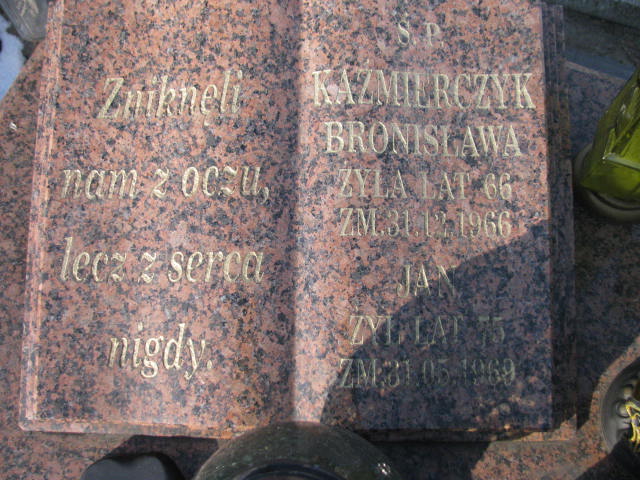 Zniknęli
nam z oczu,
lecz z serca
nigdy.
Ś.P.
KAŹMIERCZYK
BRONISŁAWA
ŻYŁA LAT 66
ZM.31.12.1966
JAN
ŻYŁ LAT 75
ZM.31.05.1969